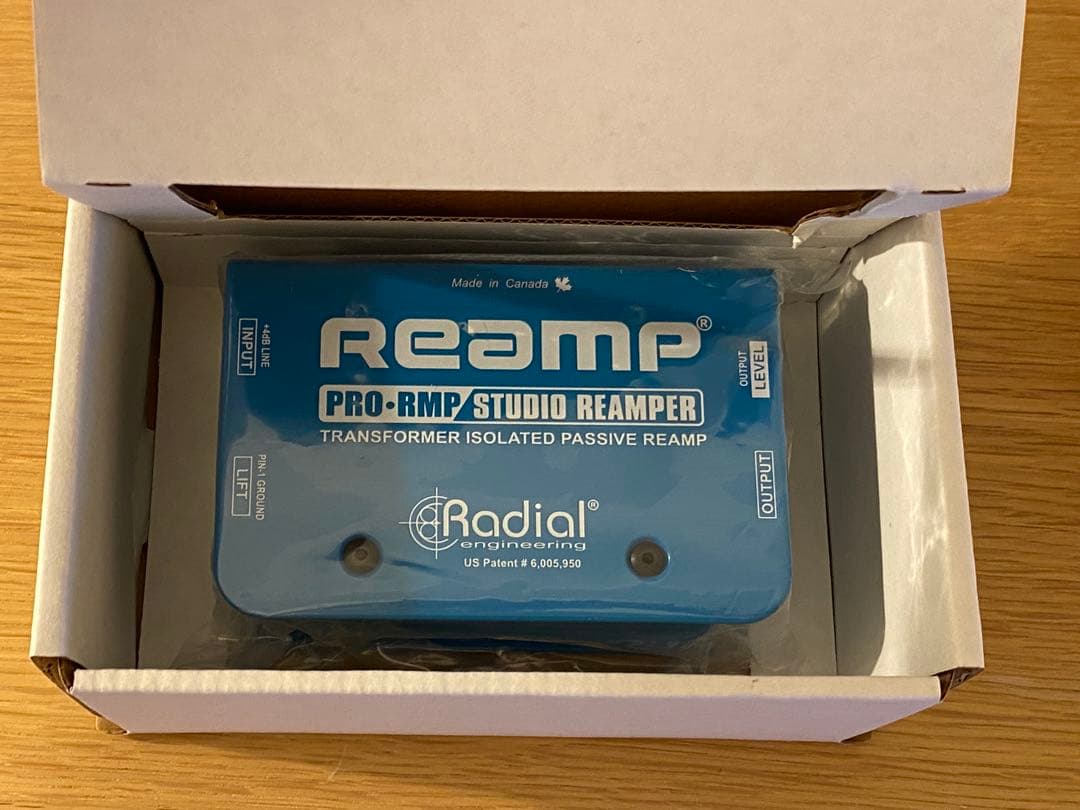 Made in Canada
REAMP®
+4dB LINE
INPUT
OUTPUT
LEVEL
PRO•RMP/STUDIO REAMPER
TRANSFORMER ISOLATED PASSIVE REAMP
PIN-1 GROUND
LIFT
OUTPUT
Radial®
engineering
US Patent # 6,005,950